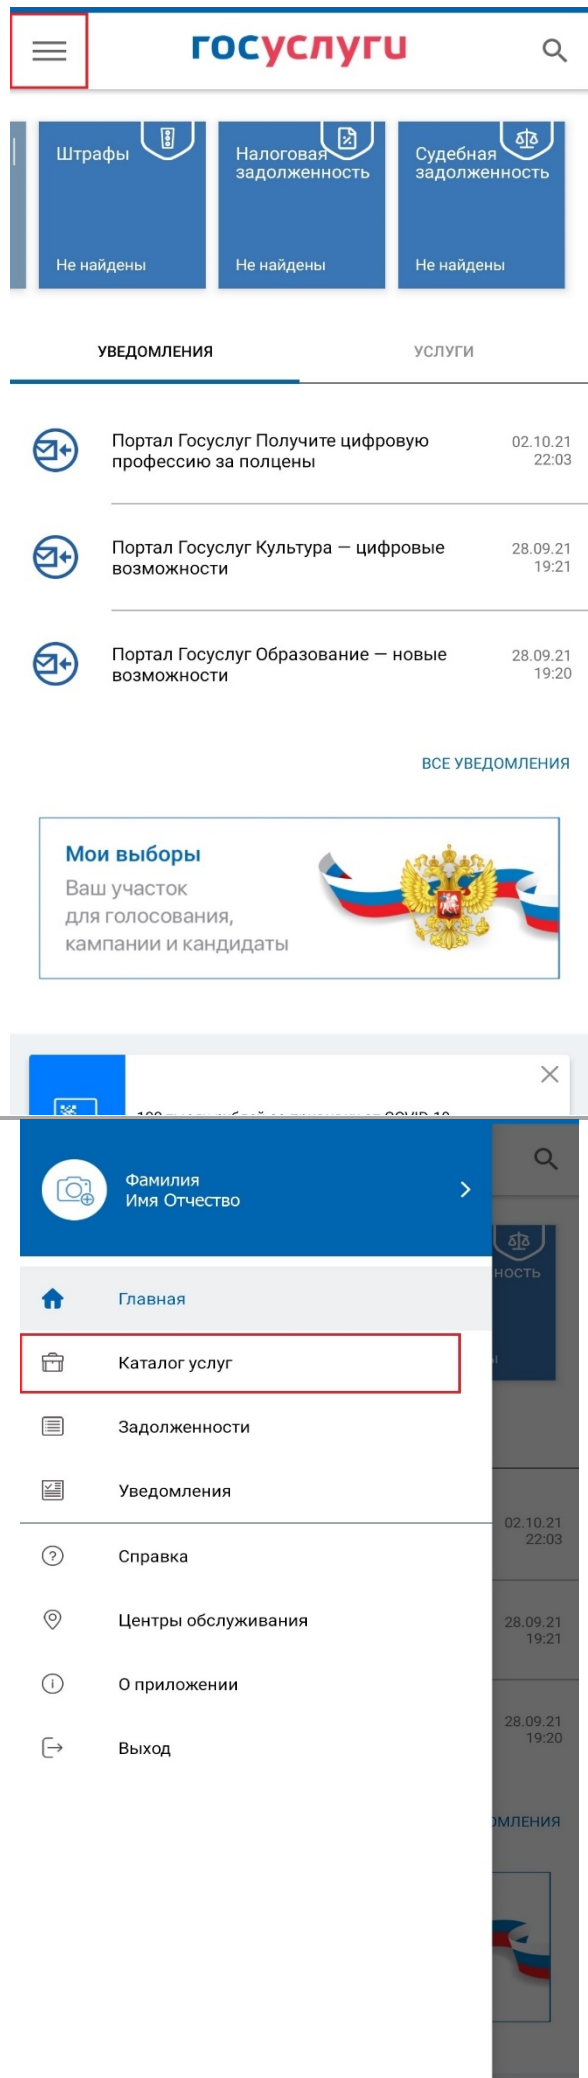 госуслуги
Штрафы
Не найдены
Налоговая
задолженность
Не найдены
Судебная
задолженность
Не найдены
УВЕДОМЛЕНИЯ
УСЛУГИ
Портал Госуслуг Получите цифровую
профессию за полцены
02.10.21
22:03
Портал Госуслуг Культура — цифровые
возможности
28.09.21
19:21
Портал Госуслуг Образование — новые
возможности
28.09.21
19:20
ВСЕ УВЕДОМЛЕНИЯ
Мои выборы
Ваш участок
для голосования,
кампании и кандидаты
Фамилия
Имя Отчество
Главная
Каталог услуг
Задолженности
Уведомления
Справка
Центры обслуживания
О приложении
Выход
НОСТЬ
02.10.21
22:03
28.09.21
19:21
28.09.21
19:20
ОМЛЕНИЯ